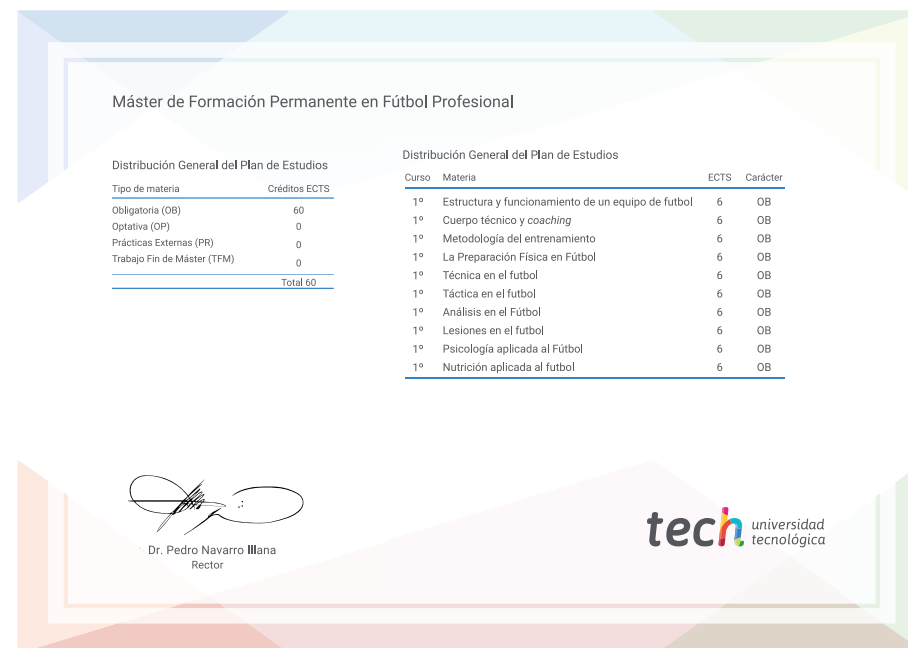 Máster de Formación Permanente en Fútbol Profesional
Distribución General del Plan de Estudios
Tipo de materia Créditos ECTS
Obligatoria (OB) 60
Optativa (OP) 0
Prácticas Externas (PR) 0
Trabajo Fin de Máster (TFM) 0
Total 60
Distribución General del Plan de Estudios
Curso Materia ECTS Carácter
1º Estructura y funcionamiento de un equipo de futbol 6 OB
1º Cuerpo técnico y coaching 6 OB
1º Metodología del entrenamiento 6 OB
1º La Preparación Física en Fútbol 6 OB
1º Técnica en el futbol 6 OB
1º Táctica en el futbol 6 OB
1º Análisis en el Fútbol 6 OB
1º Lesiones en el futbol 6 OB
1º Psicología aplicada al Fútbol 6 OB
1º Nutrición aplicada al futbol 6 OB
Dr. Pedro Navarro Illana
Rector
tech universidad
tecnológica